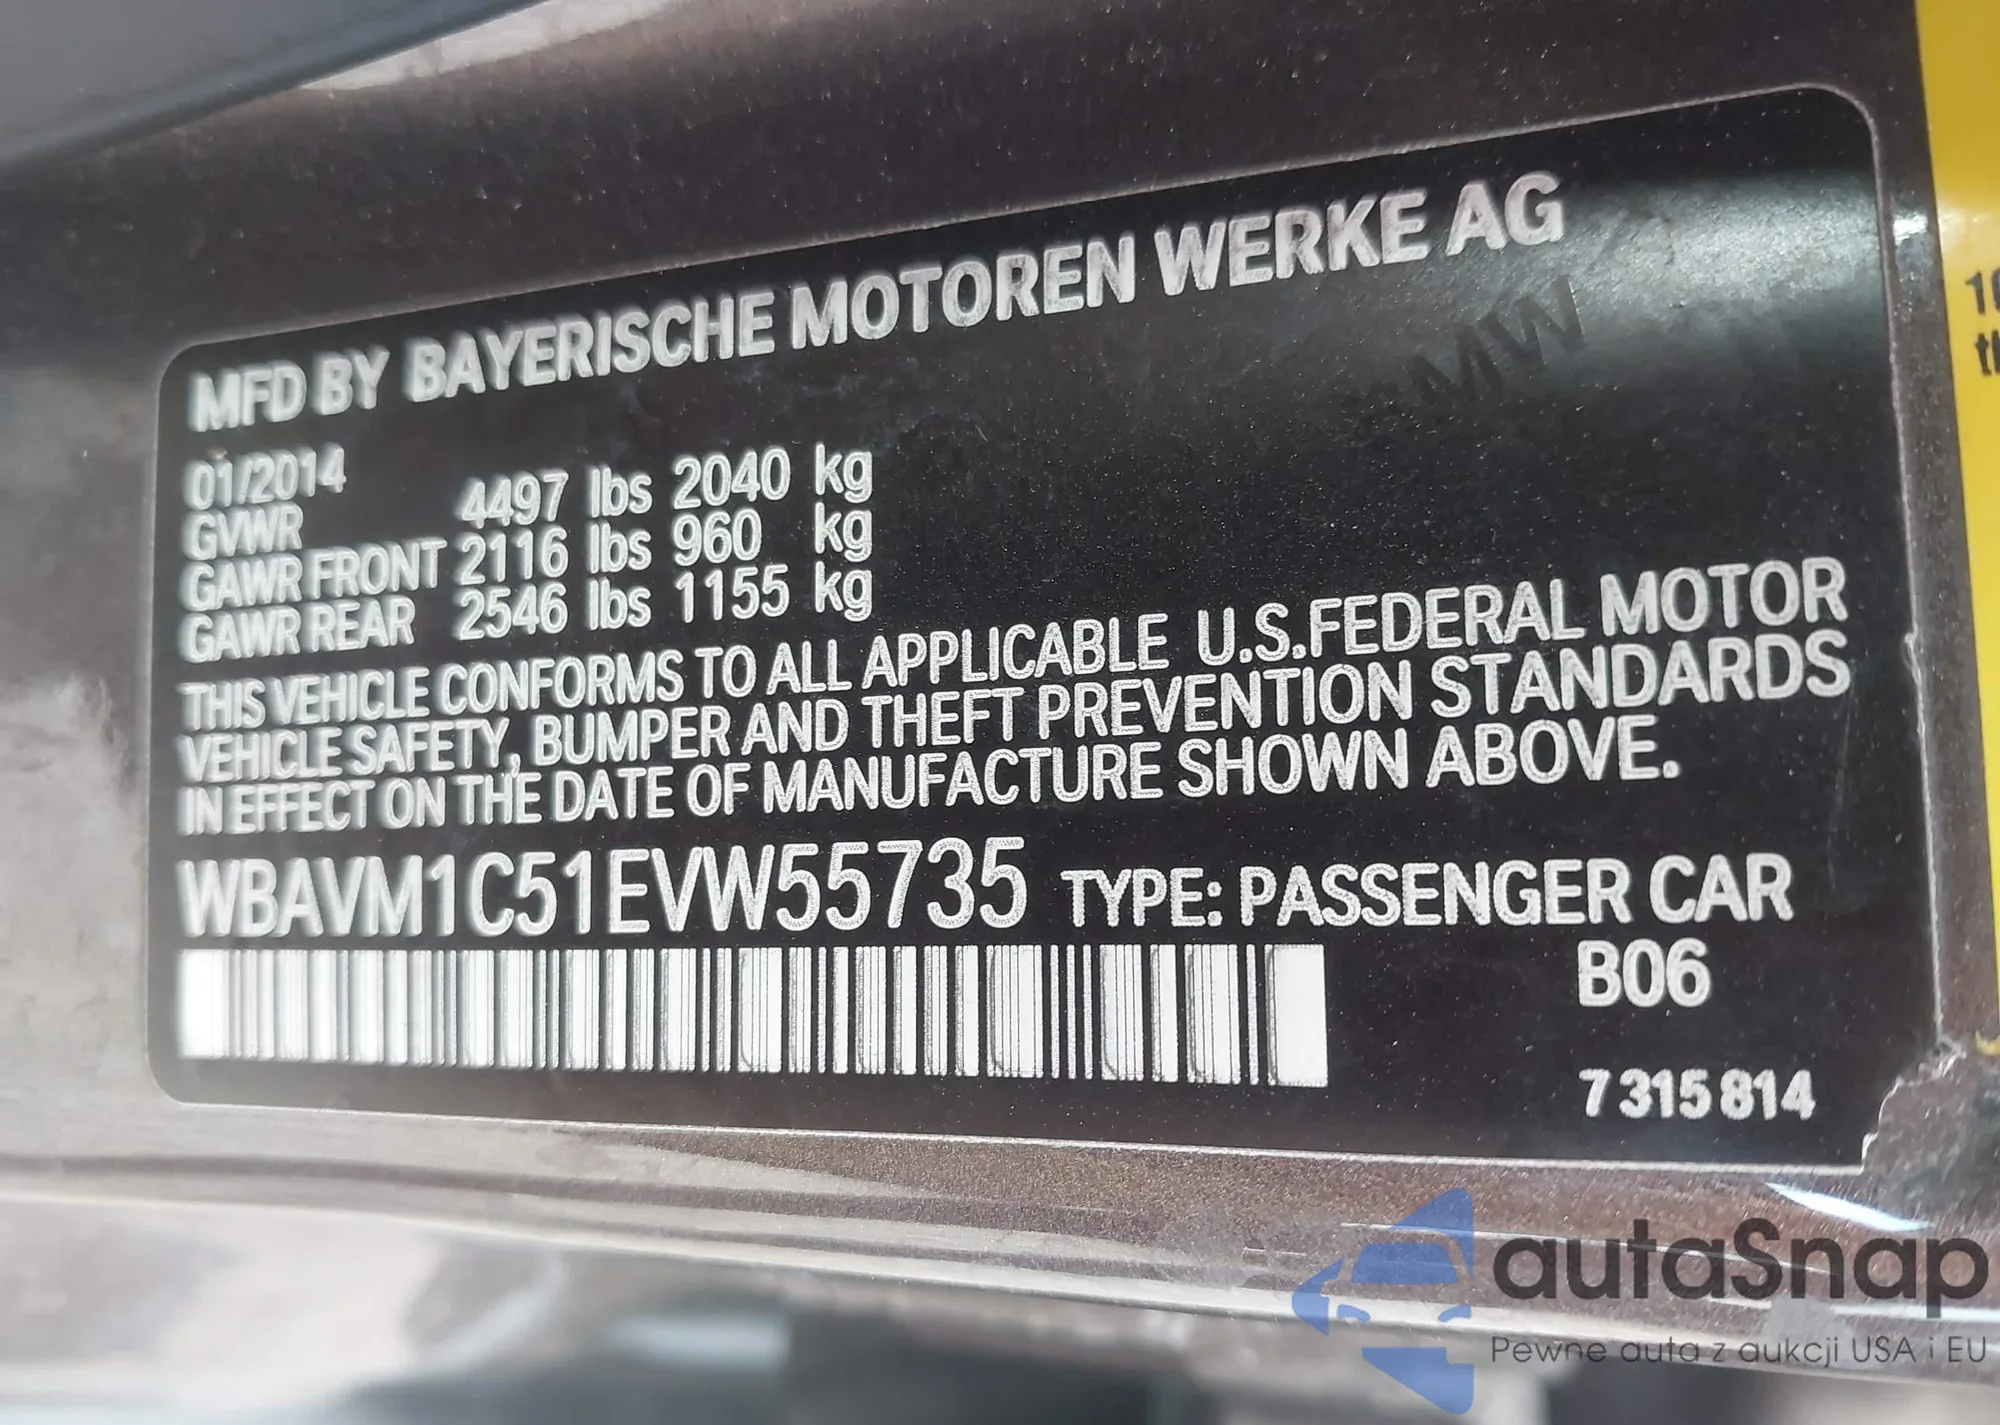 MFD BY BAYERISCHE MOTOREN WERKE AG
BMW
01/2014
GVWR 4497 lbs 2040 kg
GAWR FRONT 2116 lbs 960 kg
GAWR REAR 2546 lbs 1155 kg
THIS VEHICLE CONFORMS TO ALL APPLICABLE U.S.FEDERAL MOTOR
VEHICLE SAFETY, BUMPER AND THEFT PREVENTION STANDARDS
IN EFFECT ON THE DATE OF MANUFACTURE SHOWN ABOVE.
WBAVM1C51EVW55735 TYPE: PASSENGER CAR
B06
7 315 814
autaSnap
Pewne auta z aukcji USA i EU